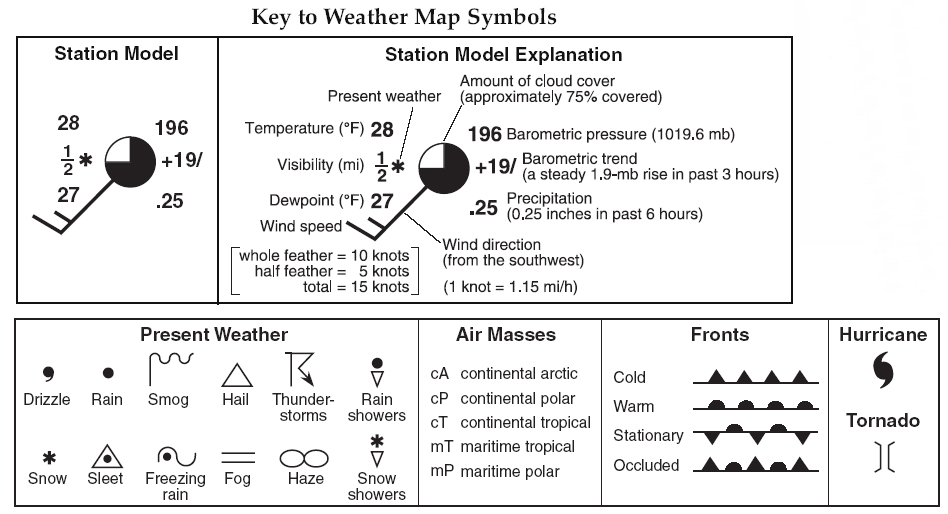 Key to Weather Map Symbols
Station Model
28
196
1/2
+19/
27
.25
Station Model Explanation
Amount of cloud cover
(approximately 75% covered)
Present weather
Temperature (°F) 28
196 Barometric pressure (1019.6 mb)
Visibility (mi) 1/2
+19/ Barometric trend
(a steady 1.9-mb rise in past 3 hours)
Dewpoint (°F) 27
.25 Precipitation
(0.25 inches in past 6 hours)
Wind speed
whole feather = 10 knots
half feather = 5 knots
total = 15 knots
Wind direction
(from the southwest)
(1 knot = 1.15 mi/h)
Present Weather
Drizzle
Rain
Smog
Hail
Thunder-
storms
Rain
showers
Snow
Sleet
Freezing
rain
Fog
Haze
Snow
showers
Air Masses
cA continental arctic
cP continental polar
cT continental tropical
mT maritime tropical
mP maritime polar
Fronts
Cold
Warm
Stationary
Occluded
Hurricane
Tornado